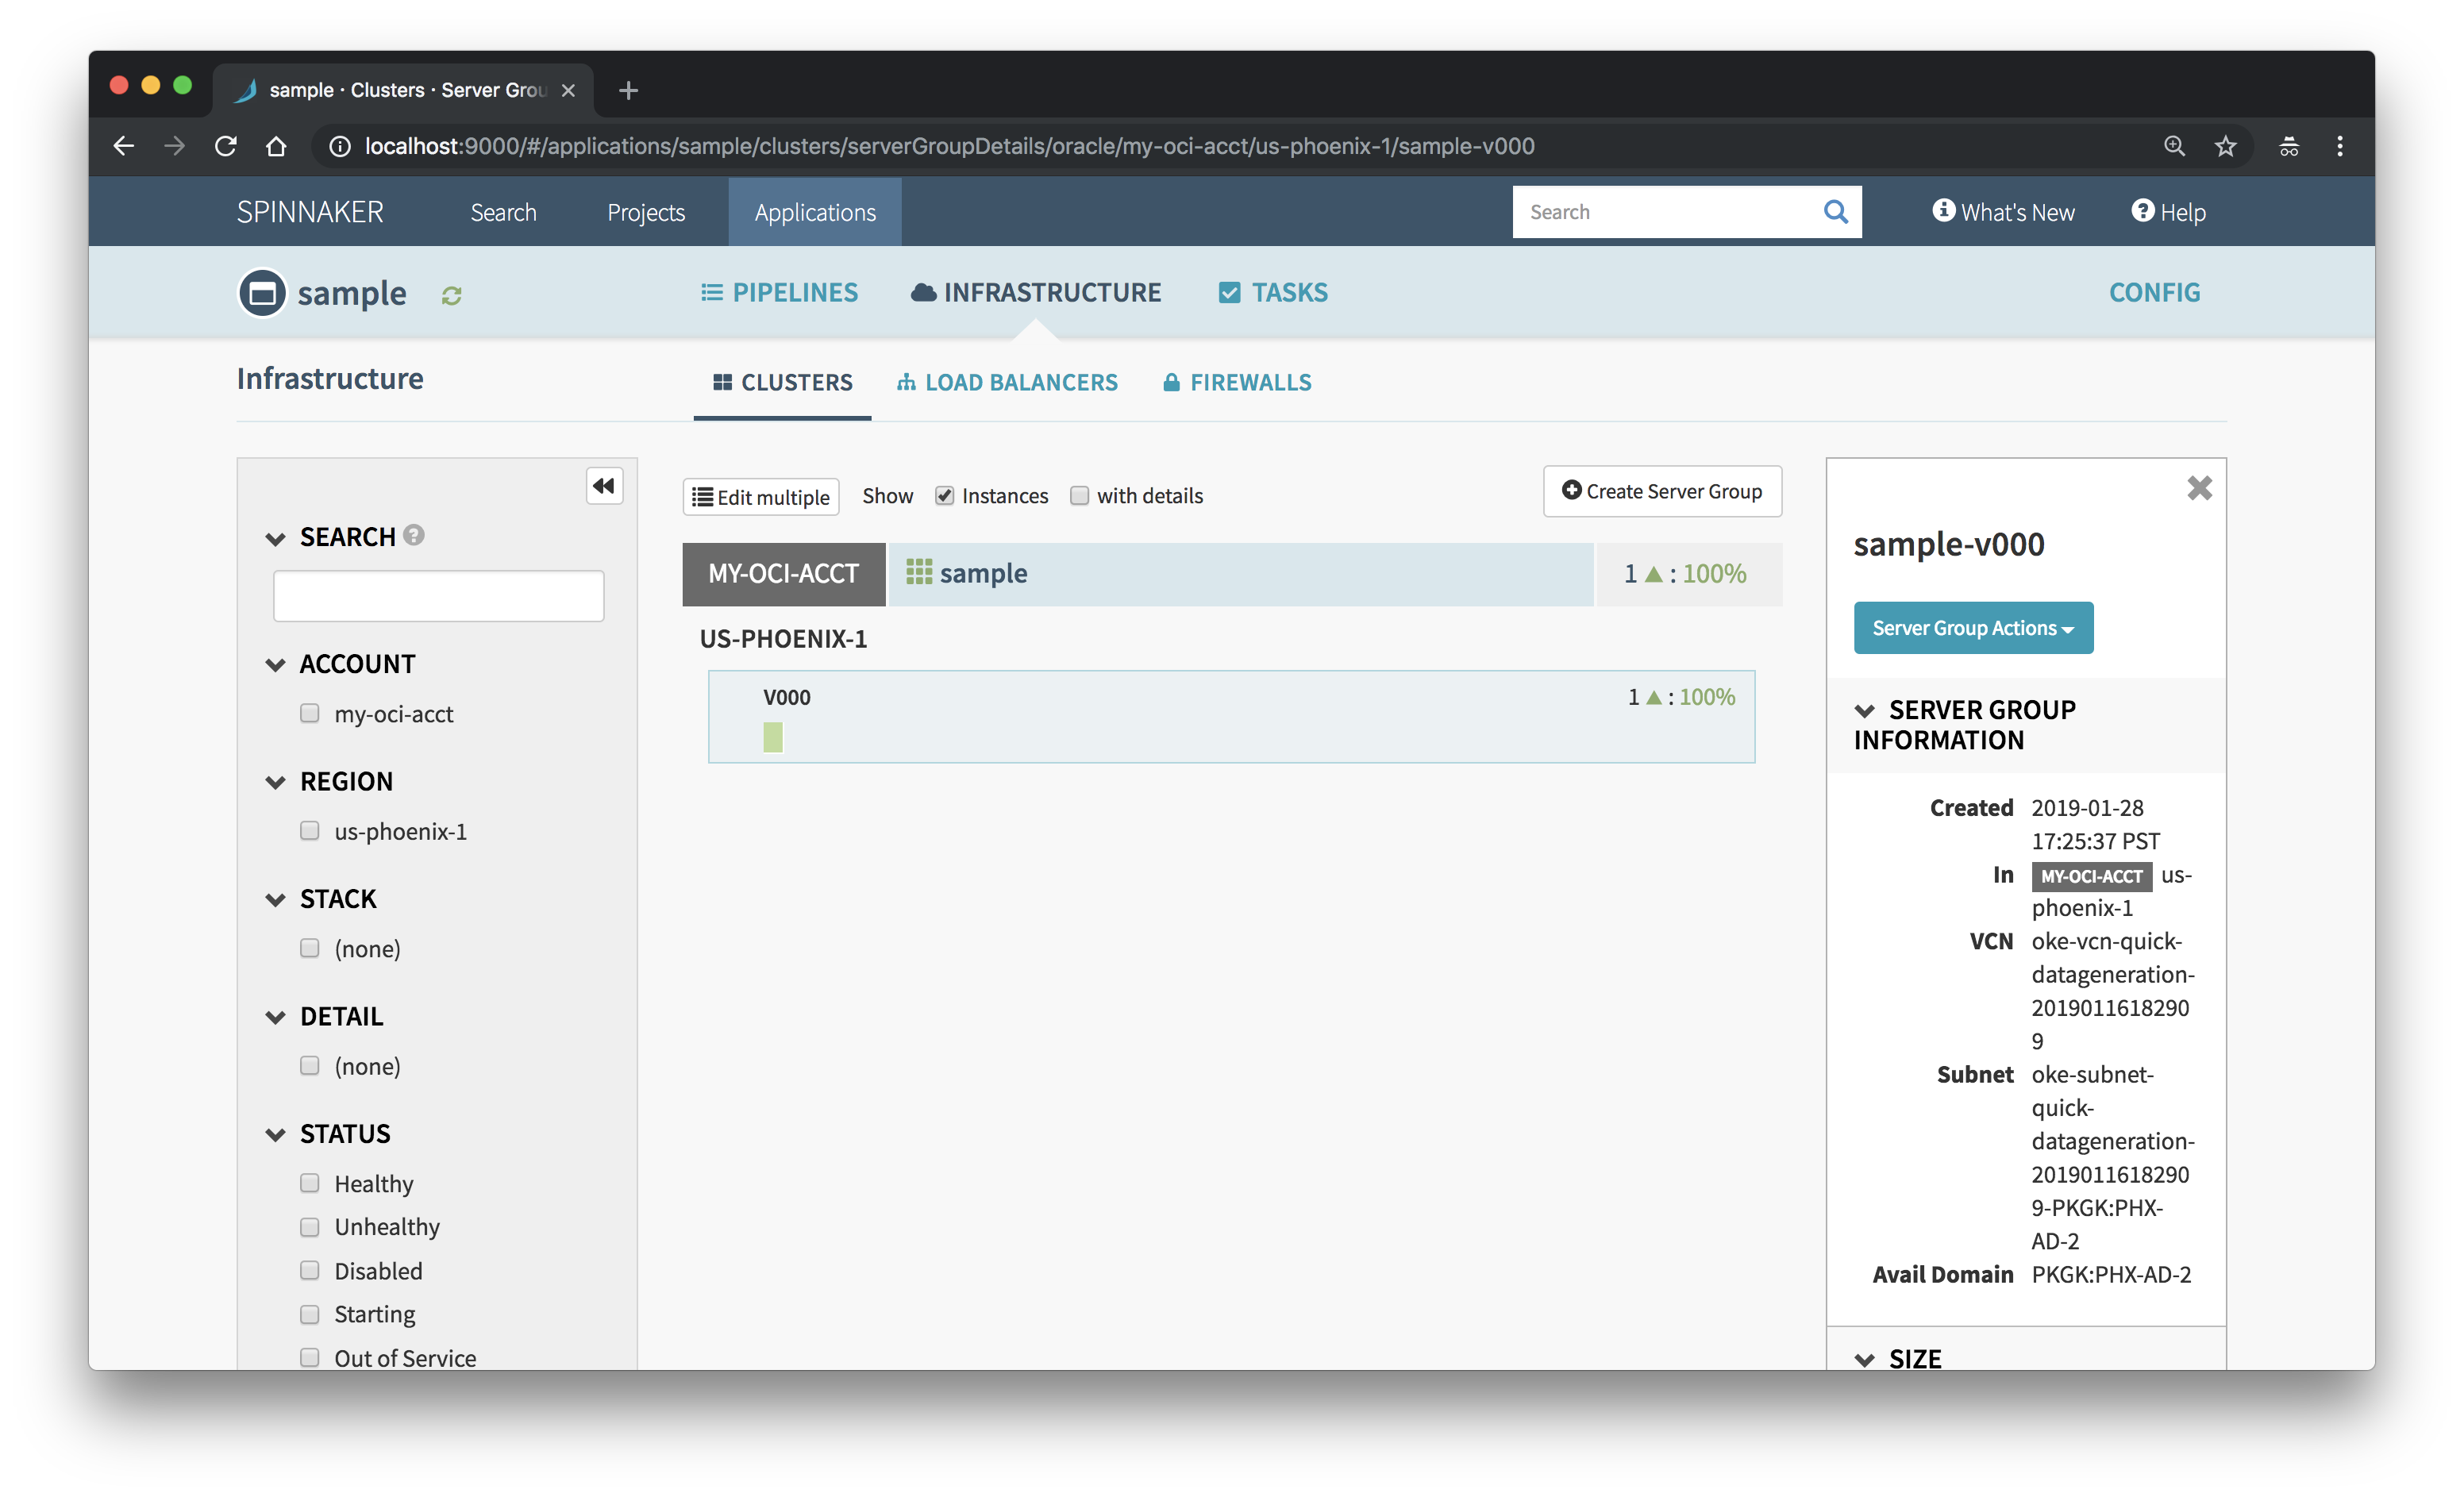 sample · Clusters · Server Grou
localhost:9000/#/applications/sample/clusters/serverGroupDetails/oracle/my-oci-acct/us-phoenix-1/sample-v000
SPINNAKER
Search
Projects
Applications
Search
What's New
Help
sample
PIPELINES
INFRASTRUCTURE
TASKS
CONFIG
Infrastructure
CLUSTERS
LOAD BALANCERS
FIREWALLS
SEARCH
ACCOUNT
my-oci-acct
REGION
us-phoenix-1
STACK
(none)
DETAIL
(none)
STATUS
Healthy
Unhealthy
Disabled
Starting
Out of Service
Edit multiple
Show
Instances
with details
Create Server Group
MY-OCI-ACCT
sample
1 ▲ : 100%
US-PHOENIX-1
V000
1 ▲ : 100%
sample-v000
Server Group Actions
SERVER GROUP
INFORMATION
Created 2019-01-28
17:25:37 PST
In MY-OCI-ACCT us-
phoenix-1
VCN oke-vcn-quick-
datageneration-
2019011618290
9
Subnet oke-subnet-
quick-
datageneration-
2019011618290
9-PKGK:PHX-
AD-2
Avail Domain PKGK:PHX-AD-2
SIZE